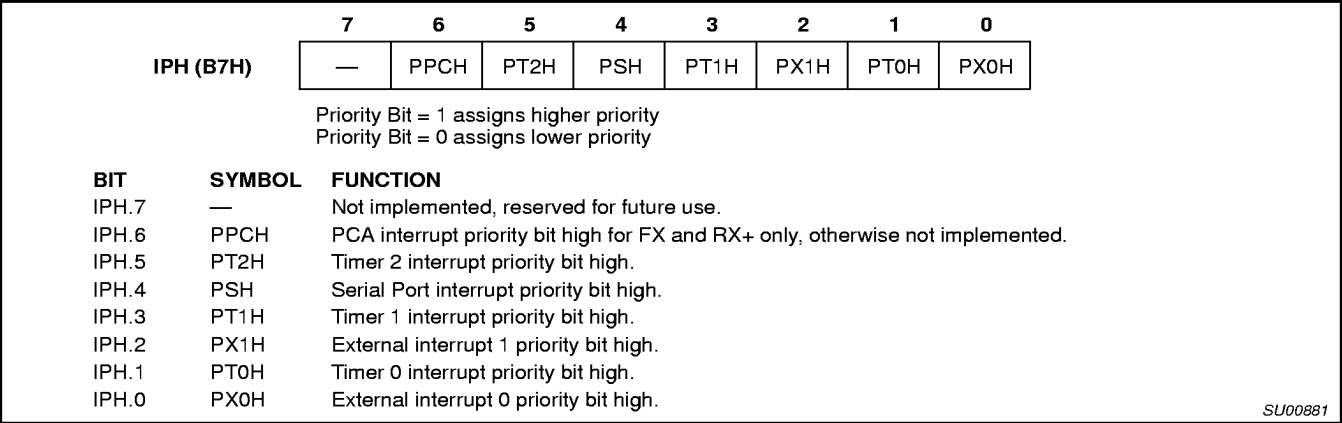 7 6 5 4 3 2 1 0
IPH (B7H) — PPCH PT2H PSH PT1H PX1H PT0H PX0H
Priority Bit = 1 assigns higher priority
Priority Bit = 0 assigns lower priority
BIT SYMBOL FUNCTION
IPH.7 — Not implemented, reserved for future use.
IPH.6 PPCH PCA interrupt priority bit high for FX and RX+ only, otherwise not implemented.
IPH.5 PT2H Timer 2 interrupt priority bit high.
IPH.4 PSH Serial Port interrupt priority bit high.
IPH.3 PT1H Timer 1 interrupt priority bit high.
IPH.2 PX1H External interrupt 1 priority bit high.
IPH.1 PT0H Timer 0 interrupt priority bit high.
IPH.0 PX0H External interrupt 0 priority bit high.
SU00881